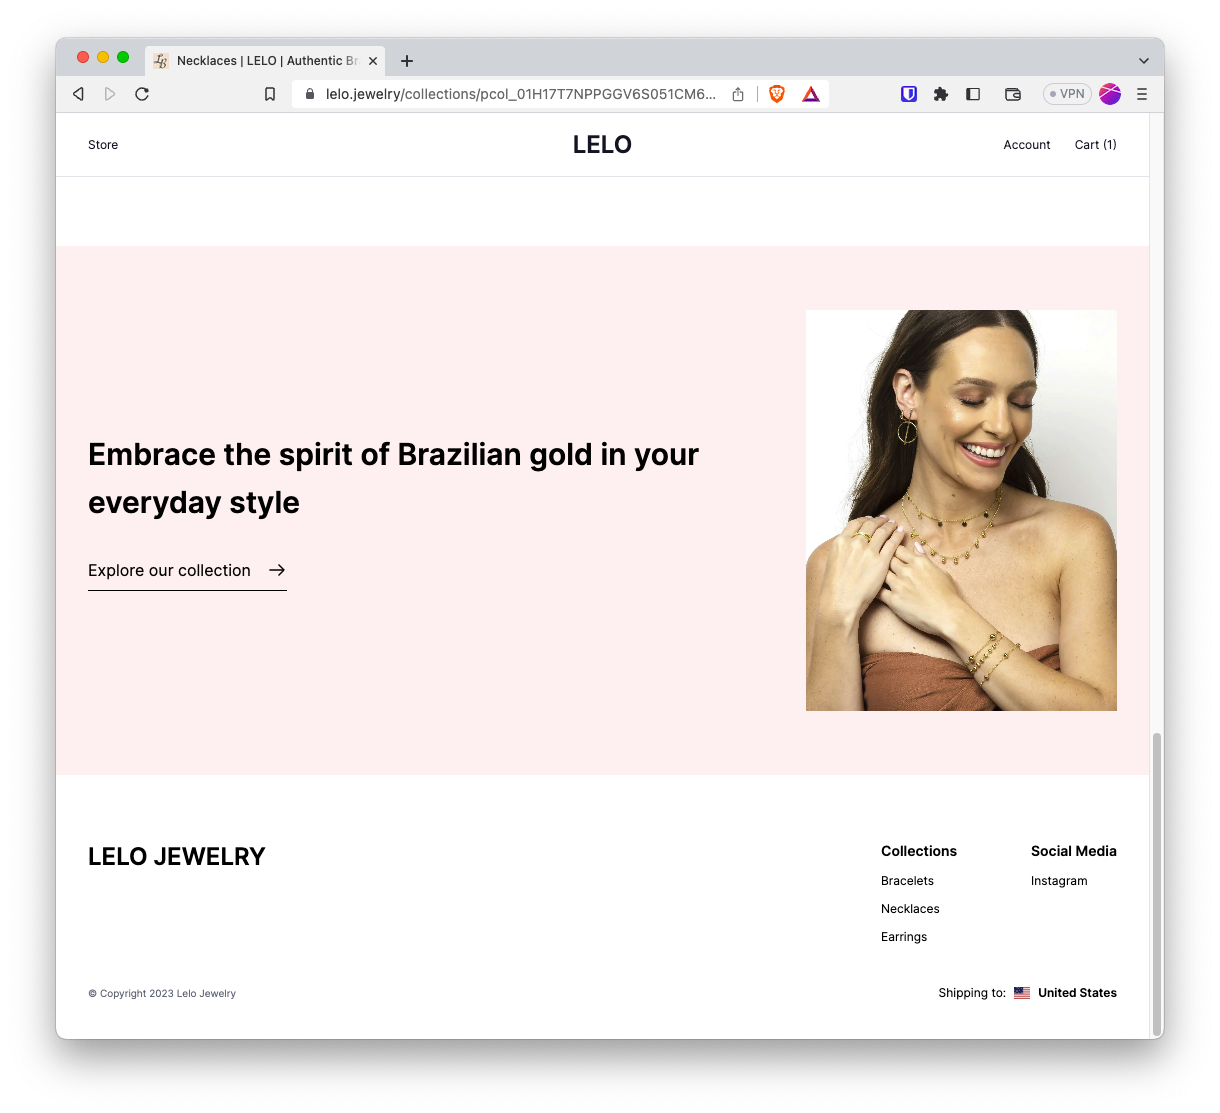 Necklaces | LELO | Authentic Br
lelo.jewelry/collections/pcol_01H17T7NPPGGV6S051CM6...
VPN
Store
LELO
Account
Cart (1)
Embrace the spirit of Brazilian gold in your
everyday style
Explore our collection
LELO JEWELRY
Collections
Bracelets
Necklaces
Earrings
Social Media
Instagram
© Copyright 2023 Lelo Jewelry
Shipping to: United States